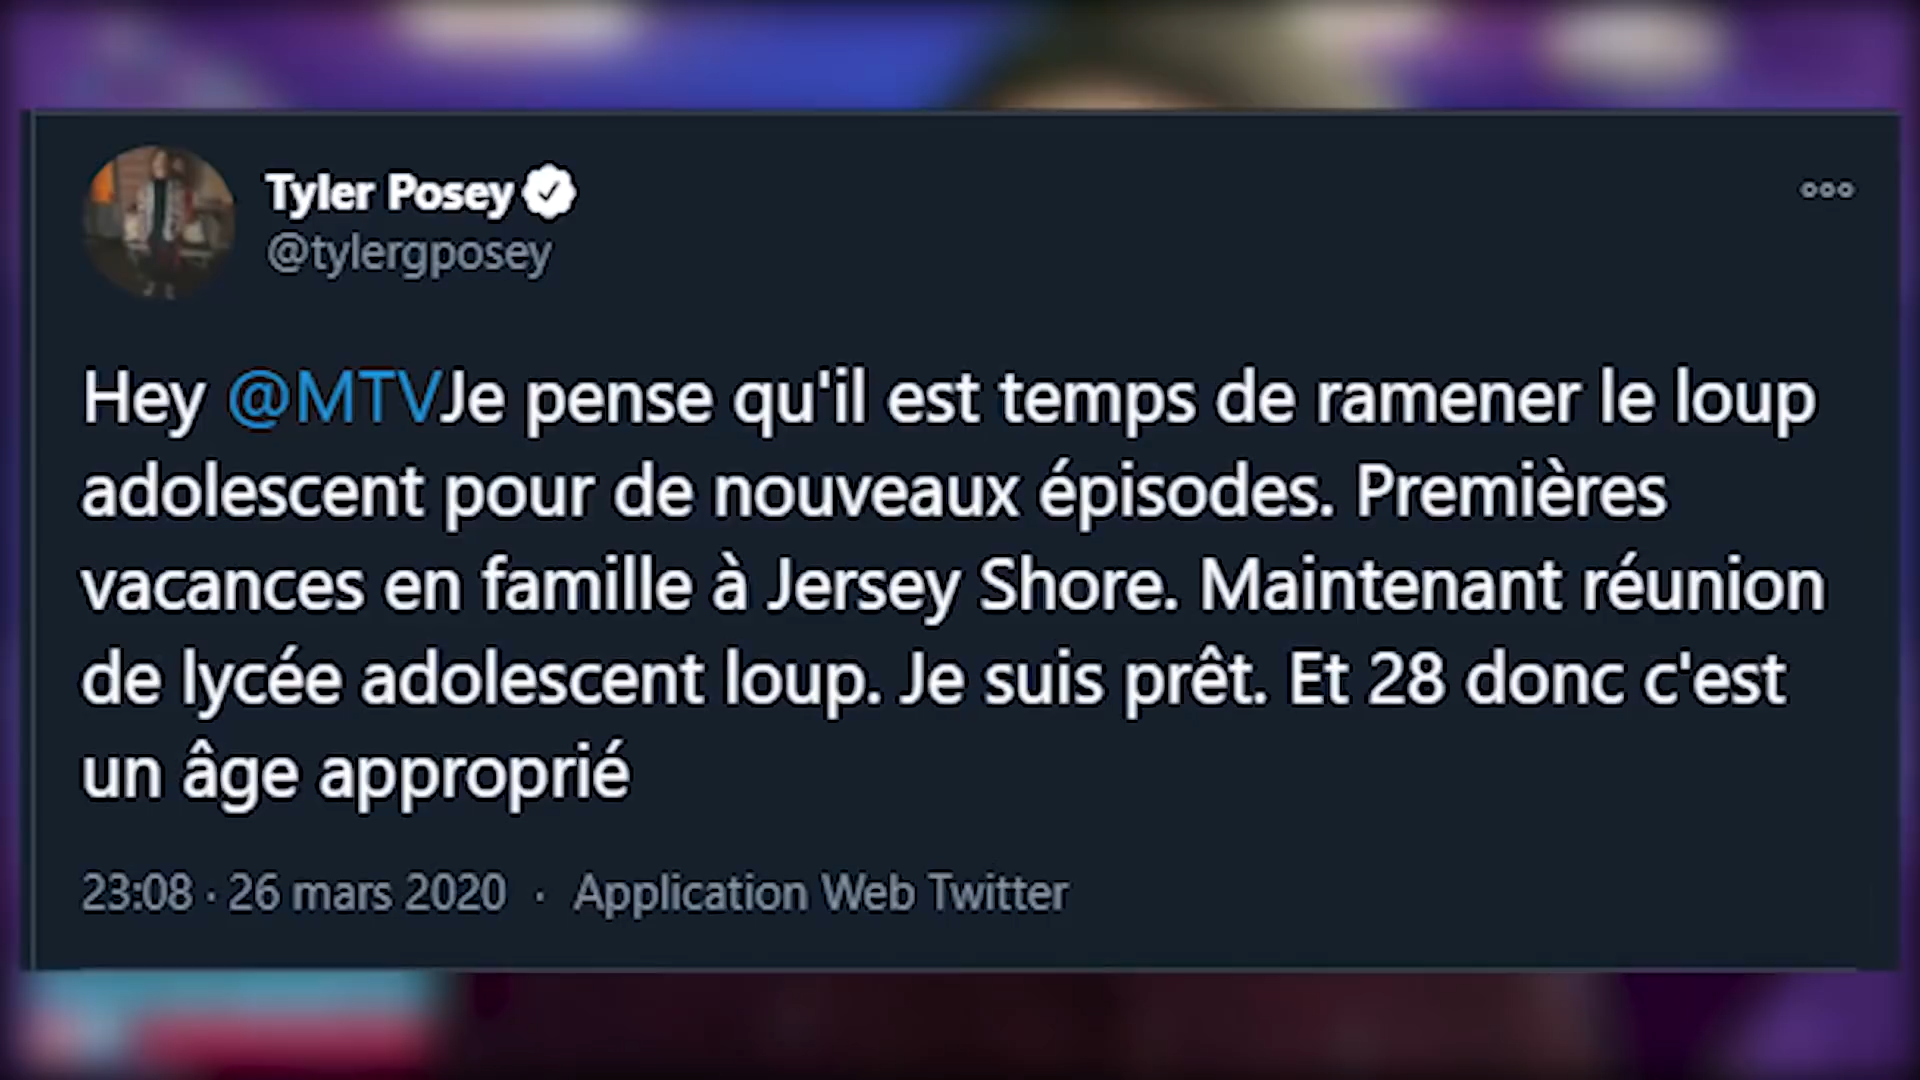 Tyler Posey
@tylergposey
Hey @MTVJe pense qu'il est temps de ramener le loup
adolescent pour de nouveaux épisodes. Premières
vacances en famille à Jersey Shore. Maintenant réunion
de lycée adolescent loup. Je suis prêt. Et 28 donc c'est
un âge approprié
23:08 · 26 mars 2020 · Application Web Twitter